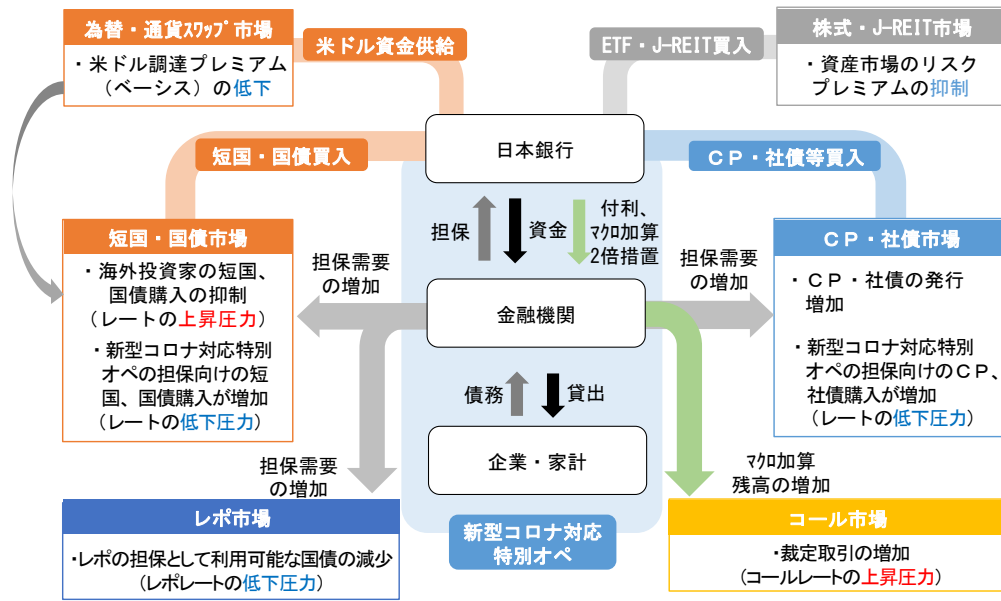 為替・通貨ｽﾜｯﾌﾟ市場
・米ドル調達プレミアム
（ベーシス）の低下
米ドル資金供給
ETF・J-REIT買入
株式・J-REIT市場
・資産市場のリスク
プレミアムの抑制
日本銀行
短国・国債買入
ＣＰ・社債等買入
担保
資金
付利、
ﾏｸﾛ加算
2倍措置
短国・国債市場
・海外投資家の短国、
国債購入の抑制
（レートの上昇圧力）
・新型コロナ対応特別
オペの担保向けの短
国、国債購入が増加
（レートの低下圧力）
担保需要
の増加
金融機関
担保需要
の増加
ＣＰ・社債市場
・ＣＰ・社債の発行
増加
・新型コロナ対応特別
オペの担保向けのＣＰ、
社債購入が増加
（レートの低下圧力）
債務
貸出
企業・家計
担保需要
の増加
ﾏｸﾛ加算
残高の増加
レポ市場
・レポの担保として利用可能な国債の減少
（レポレートの低下圧力）
新型コロナ対応
特別オペ
コール市場
・裁定取引の増加
（コールレートの上昇圧力）